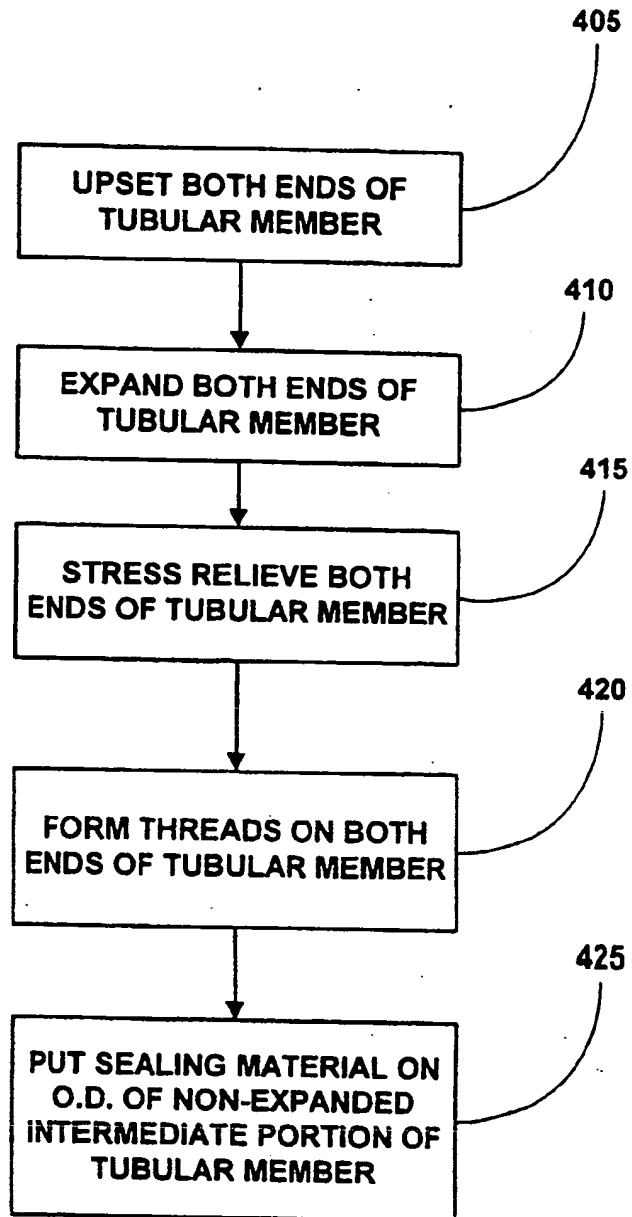 405
UPSET BOTH ENDS OF
TUBULAR MEMBER
410
EXPAND BOTH ENDS OF
TUBULAR MEMBER
415
STRESS RELIEVE BOTH
ENDS OF TUBULAR MEMBER
420
FORM THREADS ON BOTH
ENDS OF TUBULAR MEMBER
425
PUT SEALING MATERIAL ON
O.D. OF NON-EXPANDED
INTERMEDIATE PORTION OF
TUBULAR MEMBER